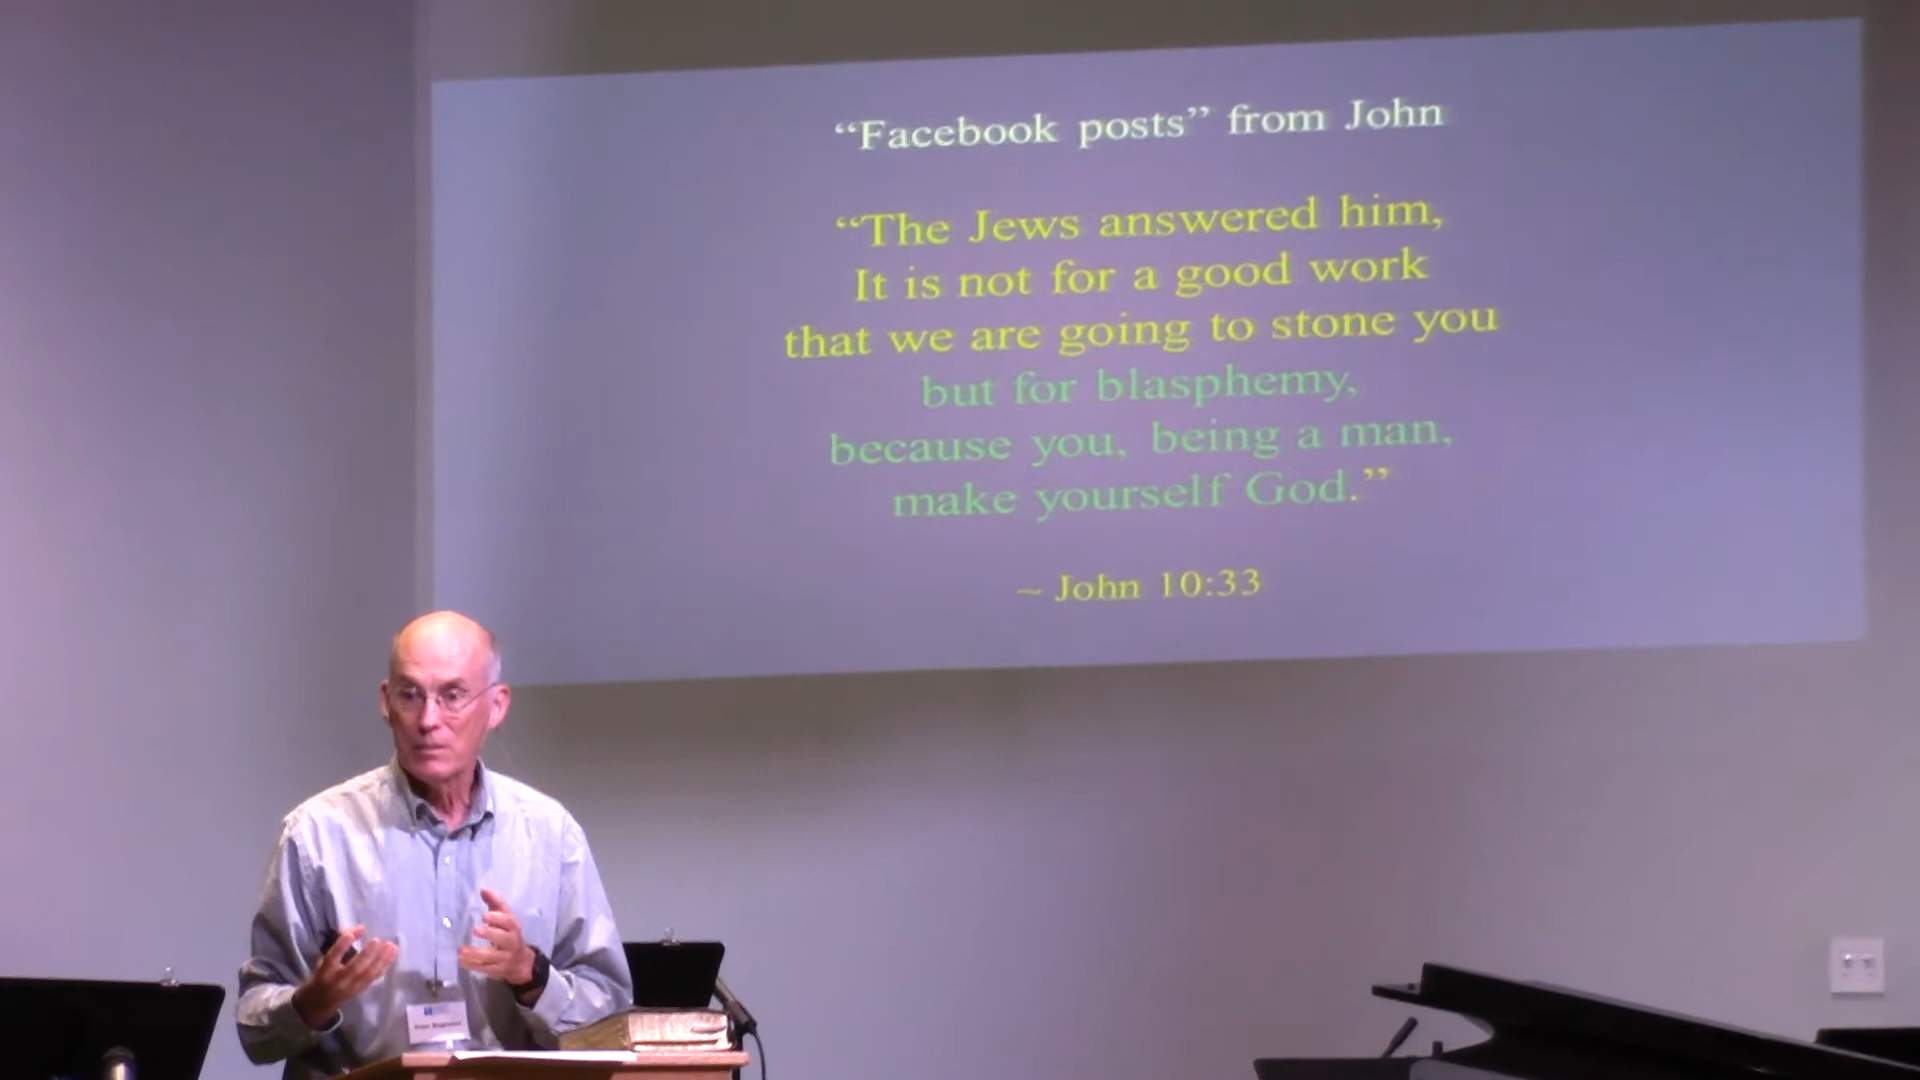 “Facebook posts” from John
“The Jews answered him,
It is not for a good work
that we are going to stone you
but for blasphemy,
because you, being a man,
make yourself God.”
~ John 10:33